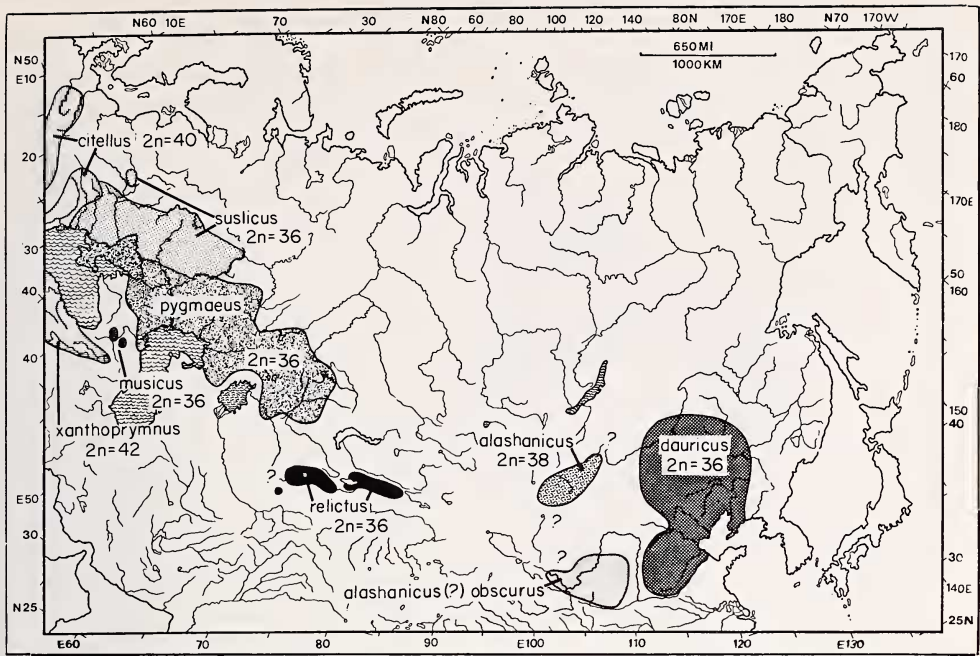 N60 10E 70 30 N80 60 80 100 120 140 80N 170E 180 N70 170W
650MI
1000KM
N50
E10
20
30
40
40
E50
30
N25
170
60
180
170E
50
160
150
40
30
140E
25N
citellus 2n=40
suslicus
2n=36
?
pygmaeus
2n=36
musicus
2n=36
xanthoprymnus
2n=42
?
relictus
2n=36
alashanicus
2n=38
?
?
?
dauricus
2n=36
alashanicus(?) obscurus
E60 70 80 90 E100 110 120 E130